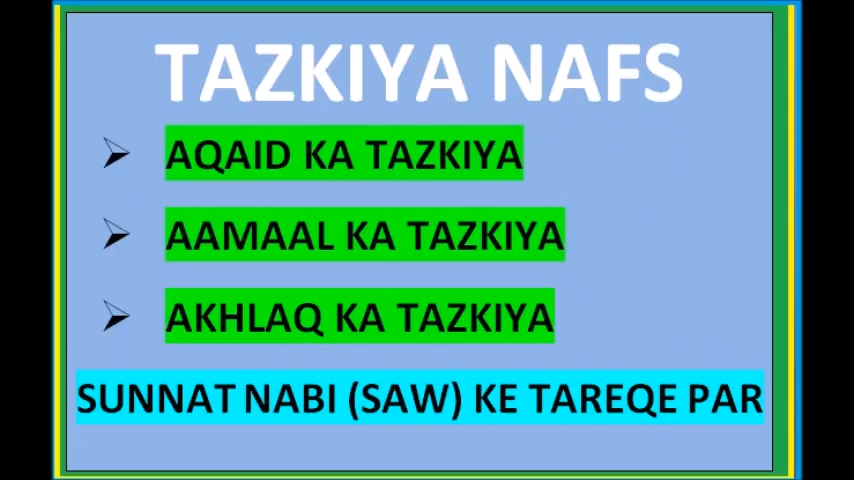 TAZKIYA NAFS
AQAID KA TAZKIYA
AAMAAL KA TAZKIYA
AKHLAQ KA TAZKIYA
SUNNAT NABI (SAW) KE TAREQE PAR